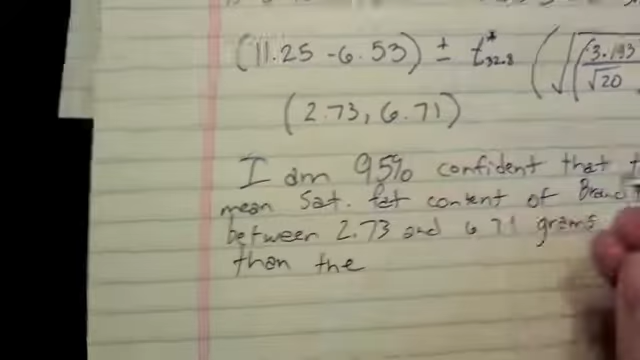 (11.25 - 6.53) ± t*32.8 (√(3.193 √20
(2.73, 6.71)
I am 95% confident that
mean Sat. fat content of Brand
between 2.73 and 6.71 grams
than the